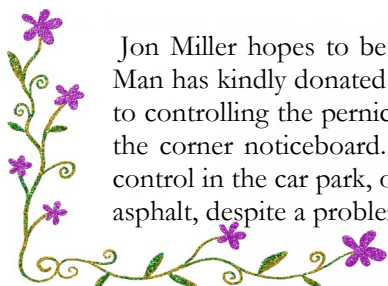 Jon Miller hopes to be
Man has kindly donated
to controlling the pernic
the corner noticeboard.
control in the car park, o
asphalt, despite a proble